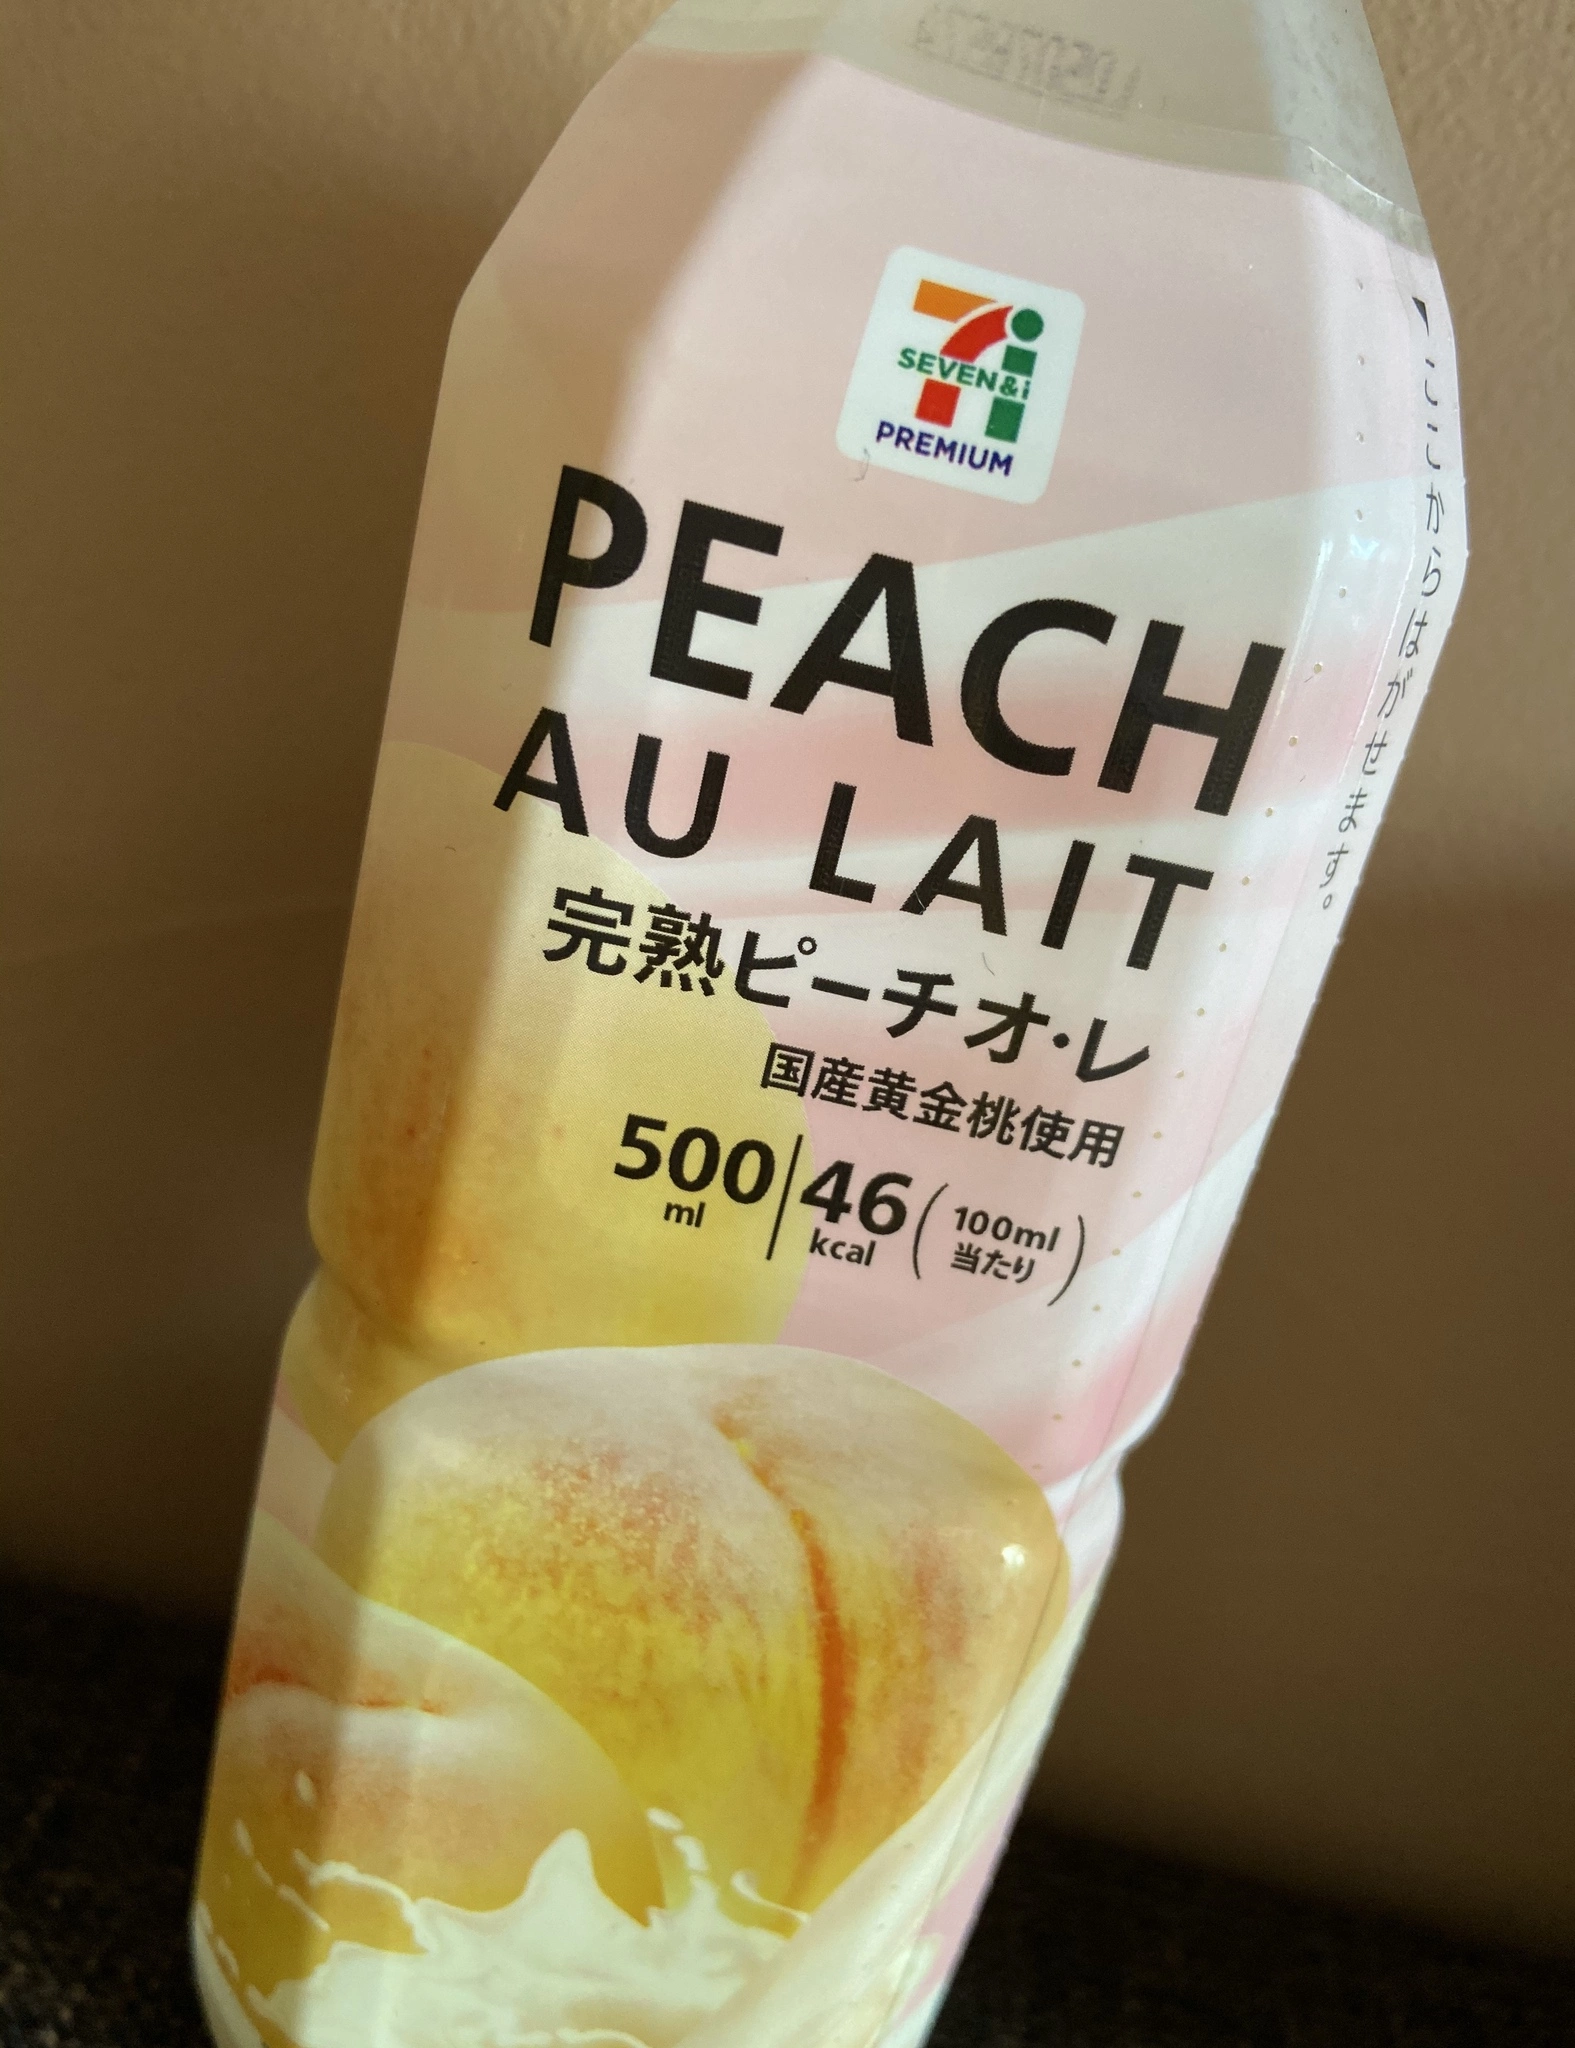 SEVEN&i
PREMIUM
PEACH
AU LAIT
完熟ピーチオ・レ
国産黄金桃使用
500
ml
46
kcal
(100ml
当たり)
ここからはがせます。